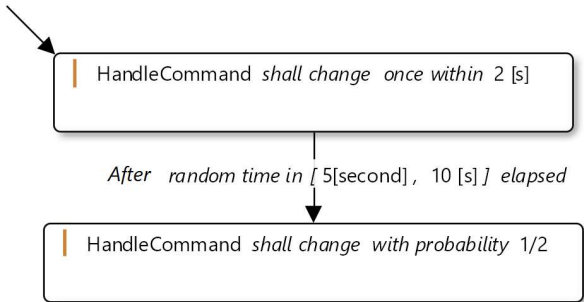 HandleCommand shall change once within 2 [s]
After random time in [ 5[second] , 10 [s] ] elapsed
HandleCommand shall change with probability 1/2